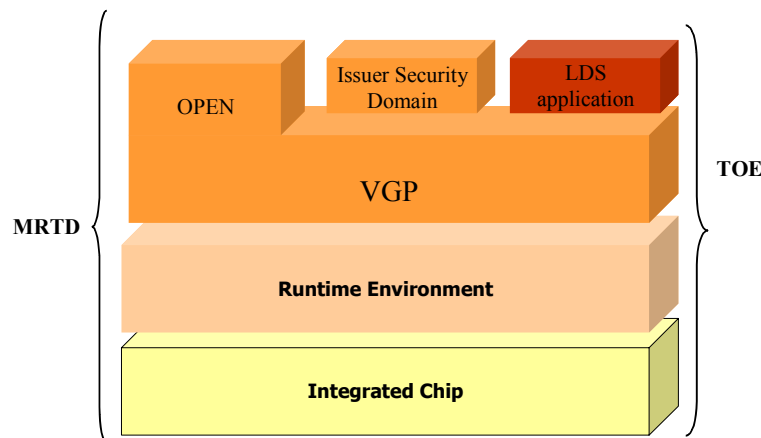 Issuer Security
Domain
LDS
application
OPEN
TOE
VGP
MRTD
Runtime Environment
Integrated Chip